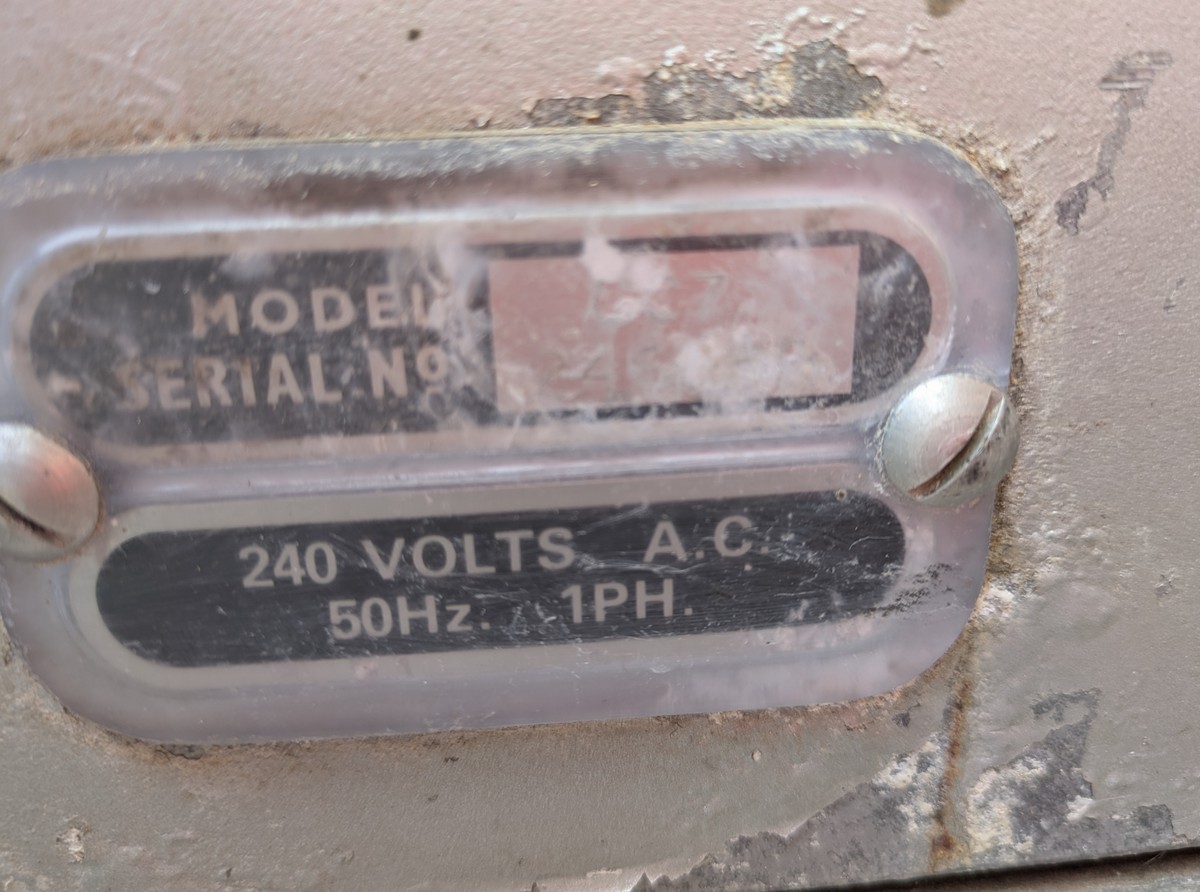 MODEL
SERIAL No
240 VOLTS A.C.
50Hz. 1PH.